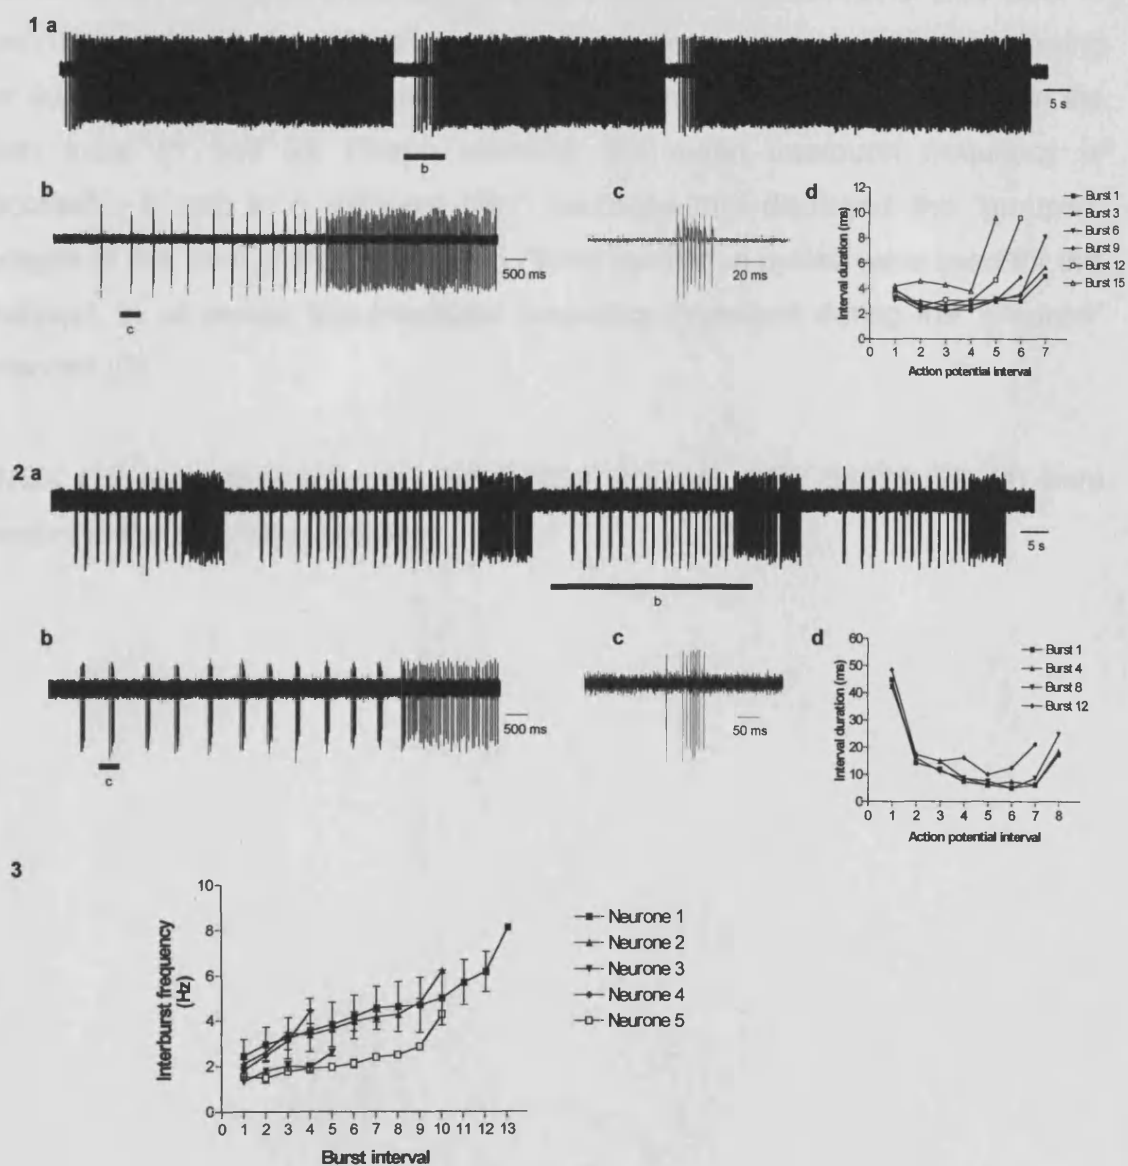 1 a
5 s
b
b
c
d
500 ms
c
20 ms
Interval duration (ms)
12
10
8
6
4
2
0
0 1 2 3 4 5 6 7
Action potential interval
Burst 1
Burst 3
Burst 6
Burst 9
Burst 12
Burst 15
2 a
5 s
b
b
c
d
500 ms
c
50 ms
Interval duration (ms)
60
50
40
30
20
10
0
0 1 2 3 4 5 6 7 8
Action potential interval
Burst 1
Burst 4
Burst 8
Burst 12
3
Interburst frequency
(Hz)
10
8
6
4
2
0
0 1 2 3 4 5 6 7 8 9 10 11 12 13
Burst interval
Neurone 1
Neurone 2
Neurone 3
Neurone 4
Neurone 5